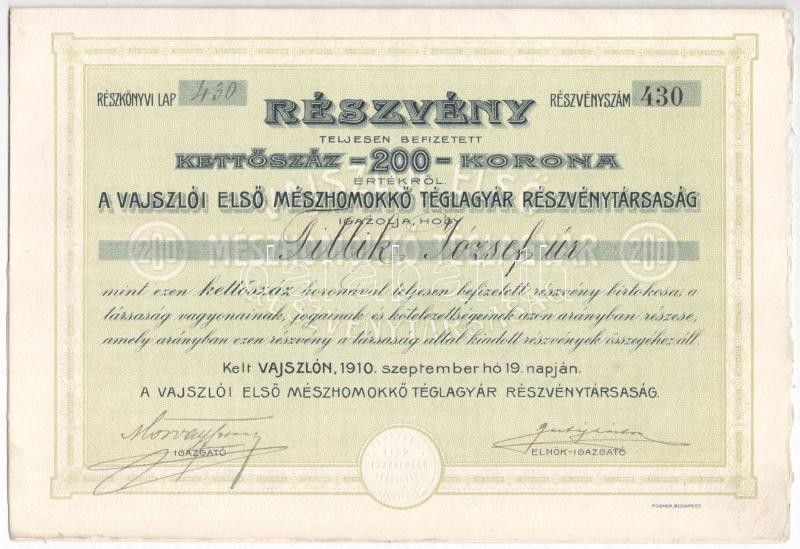 RÉSZKÖNYVI LAP 430
RÉSZVÉNYSZÁM 430
RÉSZVÉNY
TELJESEN BEFIZETETT
KETTŐSZÁZ - 200 - KORONA
ÉRTÉKRŐL.
A VAJSZLÓI ELSŐ MÉSZHOMOKKŐ TÉGLAGYÁR RÉSZVÉNYTÁRSASÁG
IGAZOLJA, HOGY
Tillik József úr
200 200
mint ezen kettőszáz koronával teljesen befizetett részvény birtokosa, a
társaság vagyonainak, jogainak és kötelezettségeinek azon arányban részese,
amely arányban ezen részvény a társaság által kiadott részvények összegéhez áll.
Kelt VAJSZLÓN, 1910. szeptember hó 19. napján.
A VAJSZLÓI ELSŐ MÉSZHOMOKKŐ TÉGLAGYÁR RÉSZVÉNYTÁRSASÁG.
IGAZGATÓ
ELNÖK-IGAZGATÓ
POSNER, BUDAPEST.